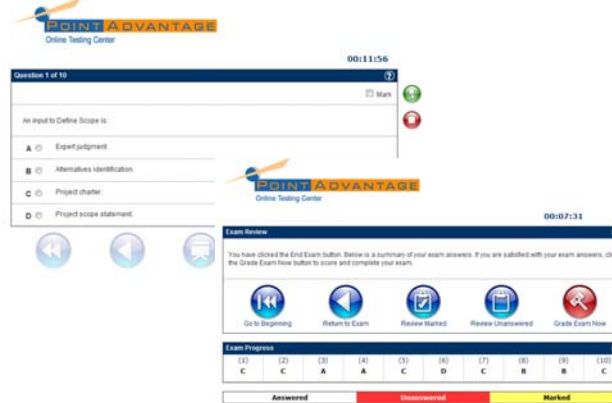 POINT ADVANTAGE
Online Testing Center
00:11:56
Question 1 of 10
?
Mark
An input to Define Scope is:
A Expert judgment.
B Alternatives identification.
C Project charter.
D Project scope statement.
POINT ADVANTAGE
Online Testing Center
00:07:31
Exam Review
You have clicked the End Exam button. Below is a summary of your exam answers. If you are satisfied with your exam answers,
the Grade Exam Now button to score and complete your exam.
Go to Beginning Return to Exam Review Marked Review Unanswered Grade Exam Now
Exam Progress
(1) (2) (3) (4) (5) (6) (7) (8) (9) (10)
C C A A C D C B B C
Answered Unanswered Marked